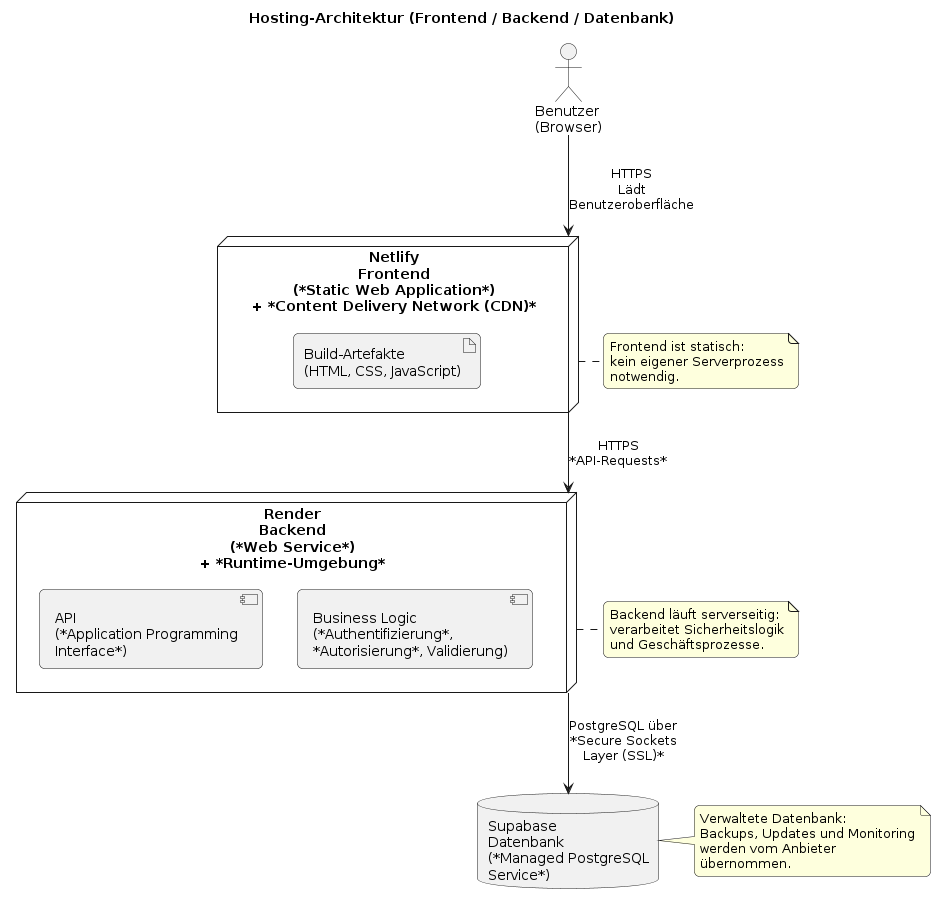 Hosting-Architektur (Frontend / Backend / Datenbank)
Benutzer
(Browser)
HTTPS
Lädt
Benutzeroberfläche
Netlify
Frontend
(*Static Web Application*)
+ *Content Delivery Network (CDN)*
Build-Artefakte
(HTML, CSS, JavaScript)
Frontend ist statisch:
kein eigener Serverprozess
notwendig.
HTTPS
*API-Requests*
Render
Backend
(*Web Service*)
+ *Runtime-Umgebung*
API
(*Application Programming
Interface*)
Business Logic
(*Authentifizierung*,
*Autorisierung*, Validierung)
Backend läuft serverseitig:
verarbeitet Sicherheitslogik
und Geschäftsprozesse.
PostgreSQL über
*Secure Sockets
Layer (SSL)*
Supabase
Datenbank
(*Managed PostgreSQL
Service*)
Verwaltete Datenbank:
Backups, Updates und Monitoring
werden vom Anbieter
übernommen.